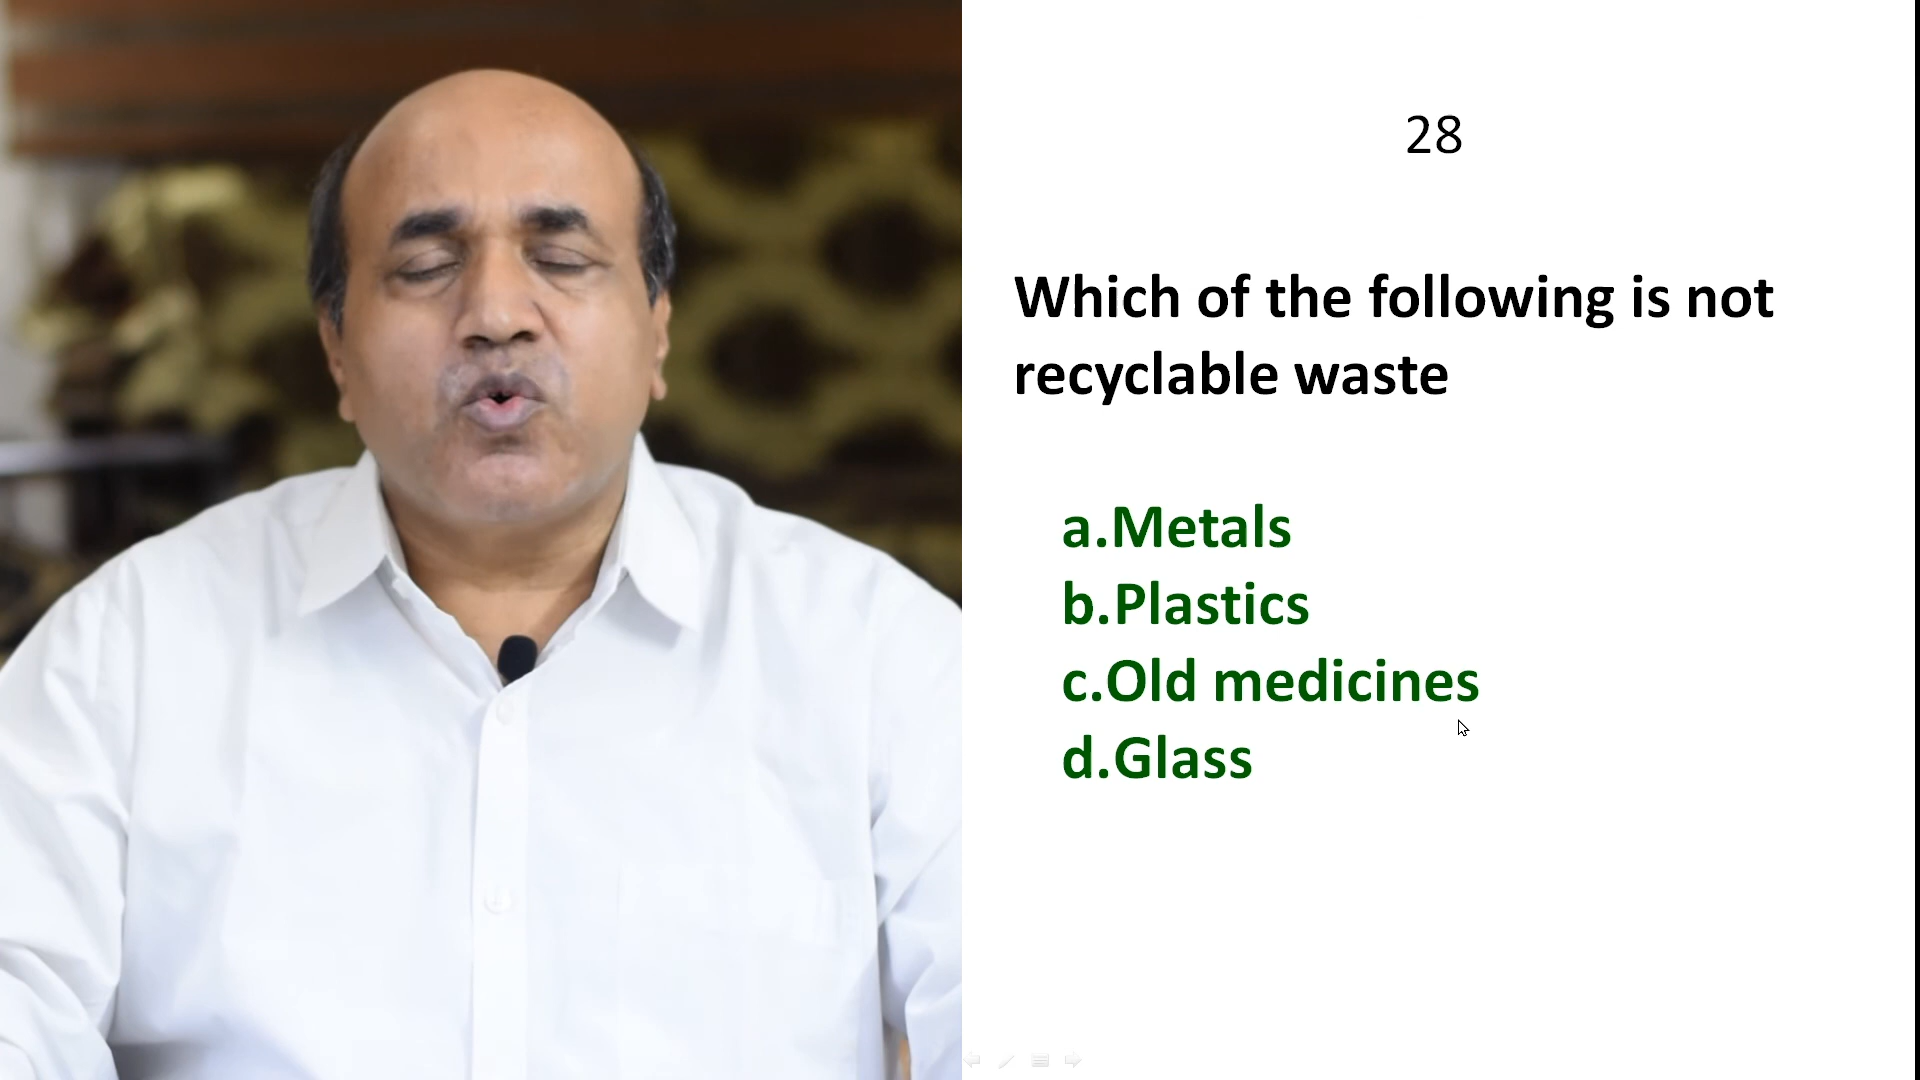 28
Which of the following is not
recyclable waste
a.Metals
b.Plastics
c.Old medicines
d.Glass